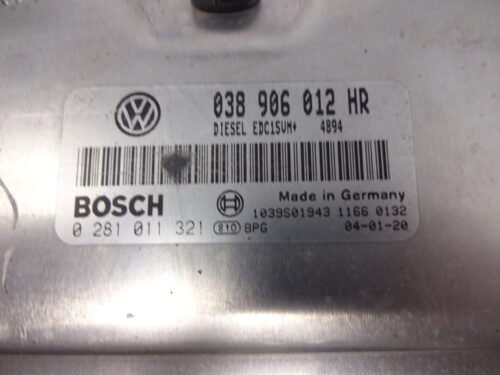 038 906 012 HR
DIESEL EDC15VM+ 4894
BOSCH
Made in Germany
1039S01943 1166 0132
0 281 011 321 810 BPG 04-01-20